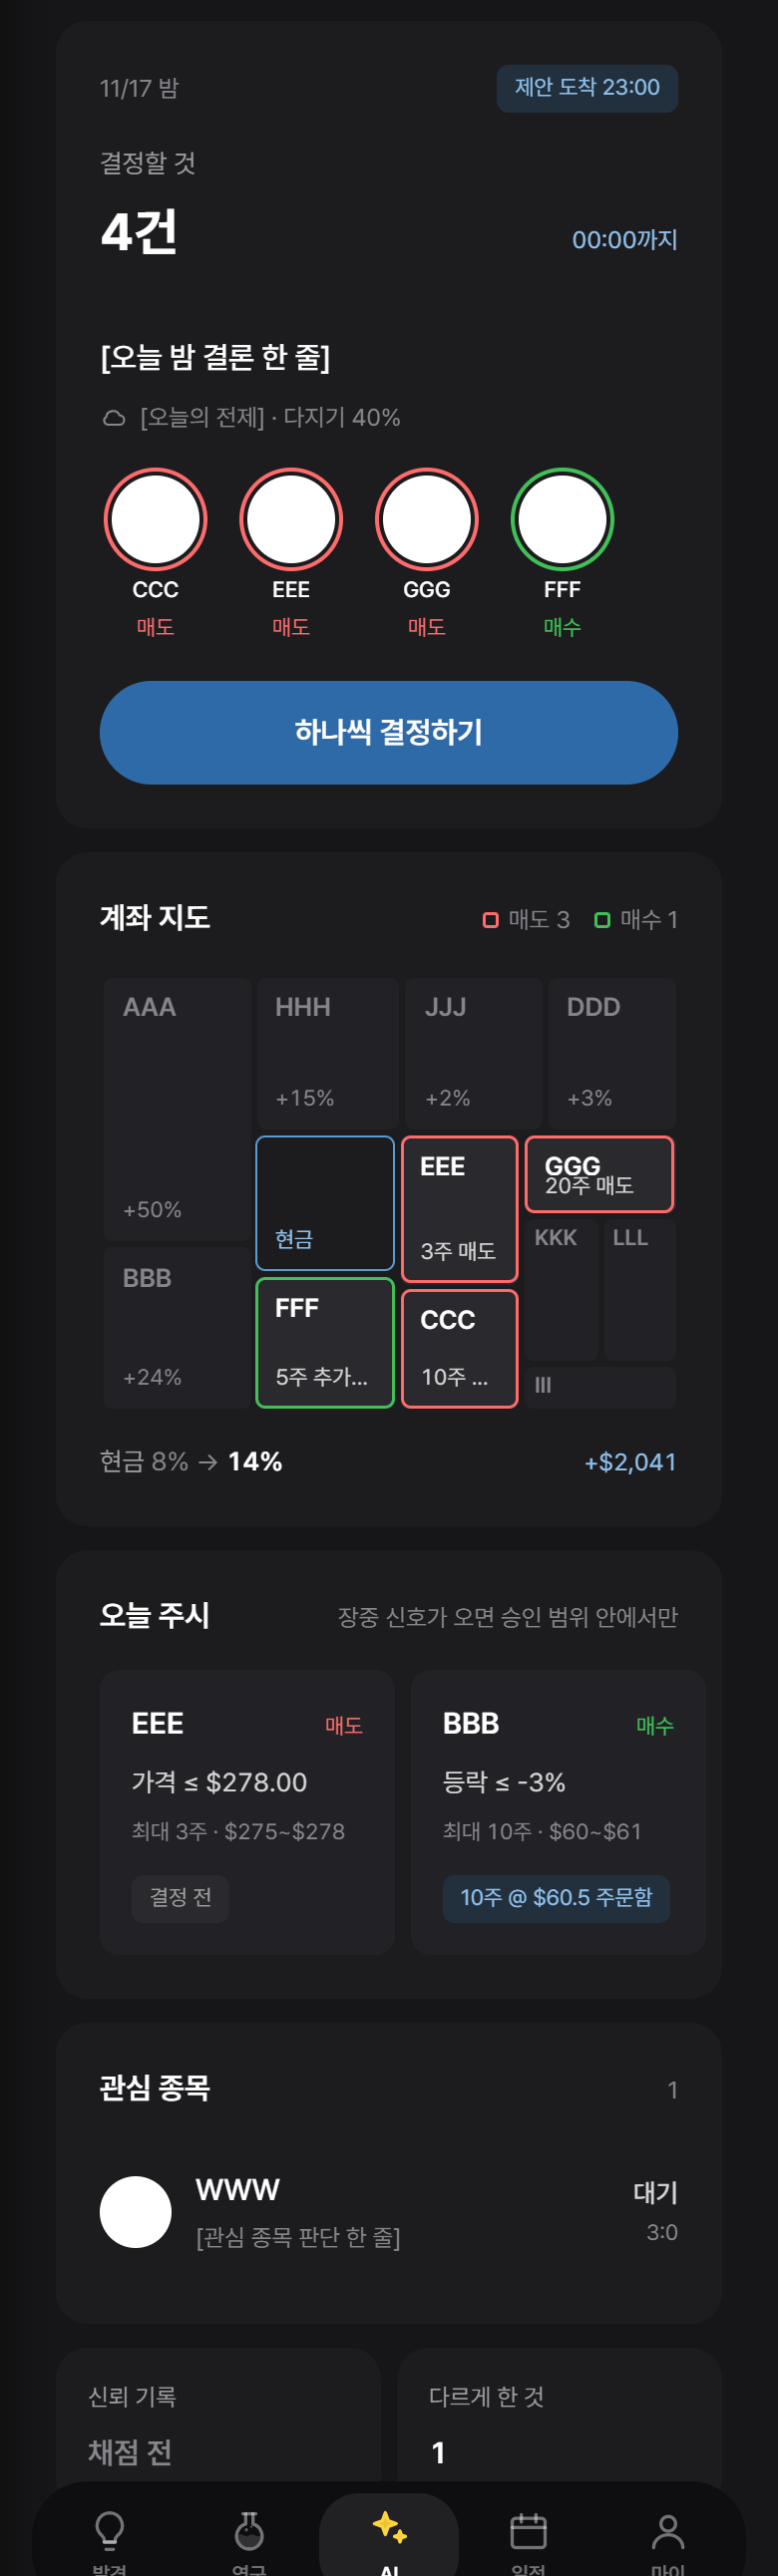 11/17 밤
제안 도착 23:00
결정할 것
4건
00:00까지
[오늘 밤 결론 한 줄]
[오늘의 전제] · 다지기 40%
CCC
매도
EEE
매도
GGG
매도
FFF
매수
하나씩 결정하기
계좌 지도
매도 3
매수 1
AAA
+50%
HHH
+15%
JJJ
+2%
DDD
+3%
현금
EEE
3주 매도
GGG
20주 매도
KKK
LLL
BBB
+24%
FFF
5주 추가...
CCC
10주 ...
III
현금 8% → 14%
+$2,041
오늘 주시
장중 신호가 오면 승인 범위 안에서만
EEE
매도
가격 ≤ $278.00
최대 3주 · $275~$278
결정 전
BBB
매수
등락 ≤ -3%
최대 10주 · $60~$61
10주 @ $60.5 주문함
관심 종목
1
WWW
[관심 종목 판단 한 줄]
대기
3:0
신뢰 기록
채점 전
다르게 한 것
1
발견
연구
AI
일정
마이